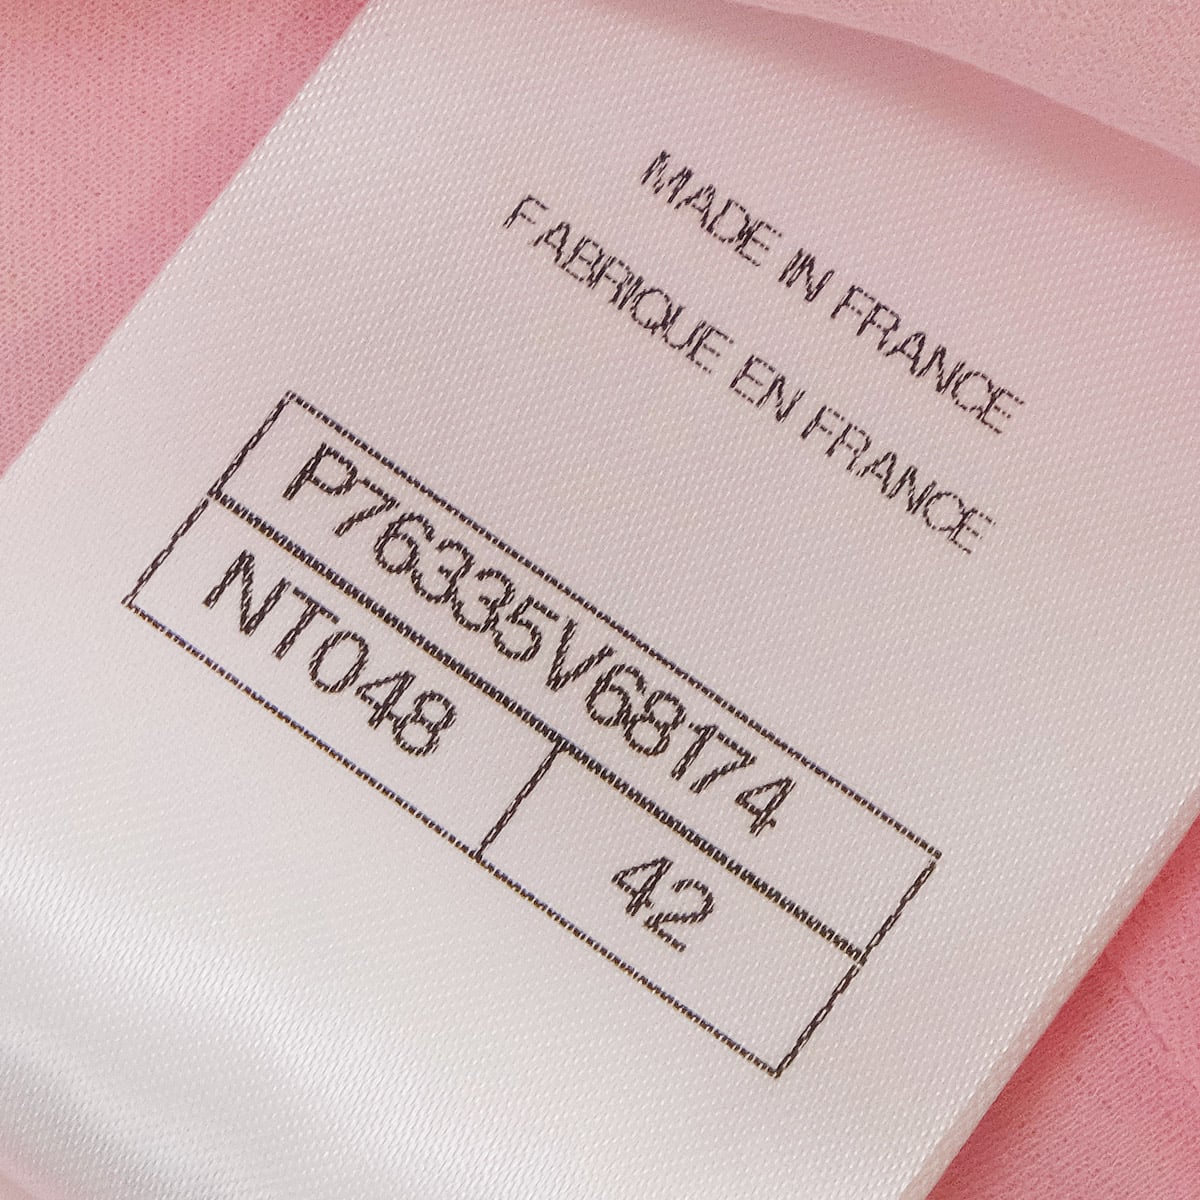 MADE IN FRANCE
FABRIQUE EN FRANCE
P76335V68174
NT048 42